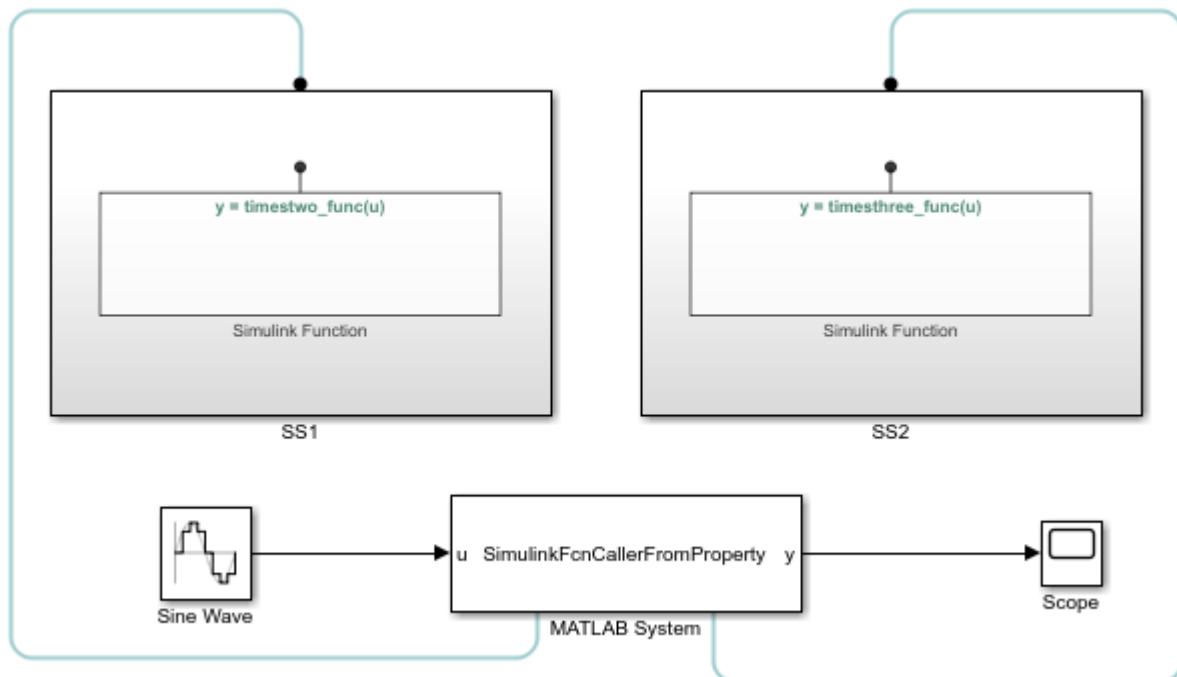 y = timestwo_func(u)
Simulink Function
SS1
y = timesthree_func(u)
Simulink Function
SS2
Sine Wave
u SimulinkFcnCallerFromProperty y
MATLAB System
Scope